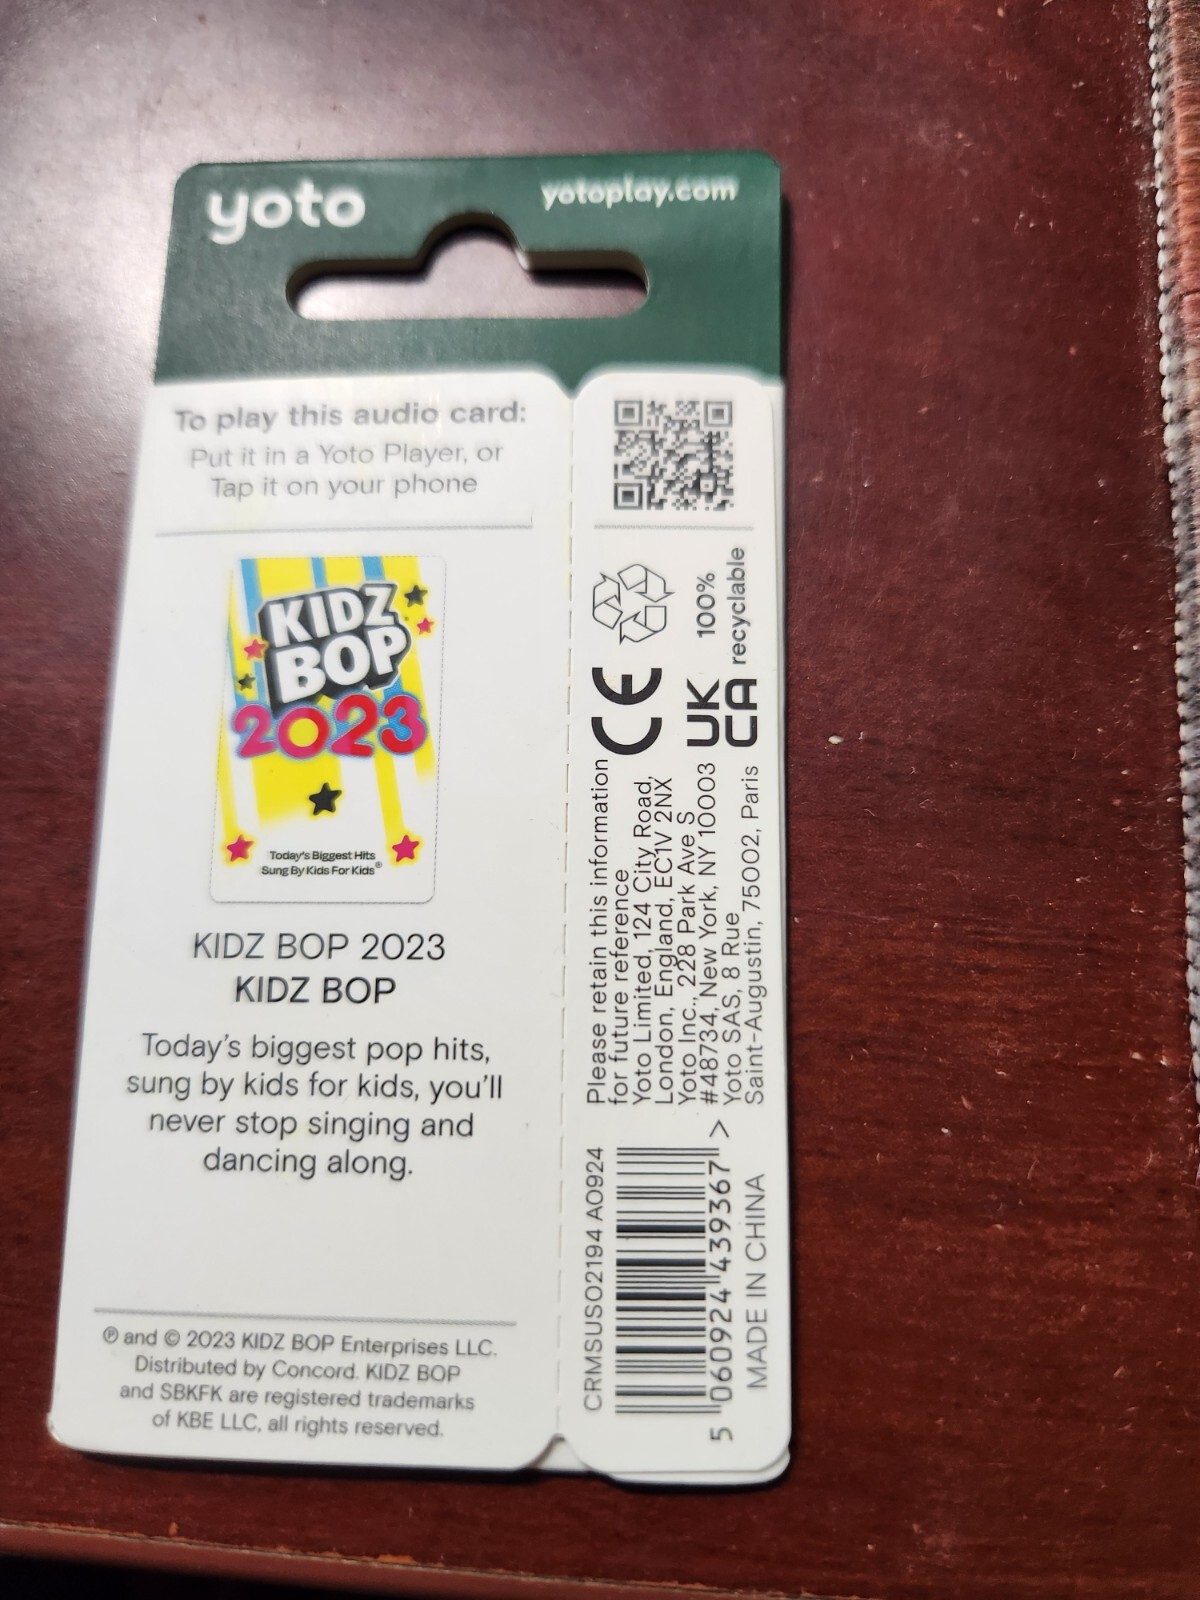 yoto
yotoplay.com
To play this audio card:
Put it in a Yoto Player, or
Tap it on your phone
KIDZ
BOP
2023
Today's Biggest Hits
Sung By Kids For Kids®
KIDZ BOP 2023
KIDZ BOP
Today's biggest pop hits,
sung by kids for kids, you'll
never stop singing and
dancing along.
℗ and © 2023 KIDZ BOP Enterprises LLC.
Distributed by Concord. KIDZ BOP
and SBKFK are registered trademarks
of KBE LLC, all rights reserved.
100%
recyclable
CE
UK
CA
Please retain this information
for future reference
Yoto Limited, 124 City Road,
London, England, EC1V 2NX
Yoto Inc., 228 Park Ave S
#48734, New York, NY 10003
Yoto SAS, 8 Rue
Saint-Augustin, 75002, Paris
CRMSUS02194 A0924
5 060924 439367 >
MADE IN CHINA